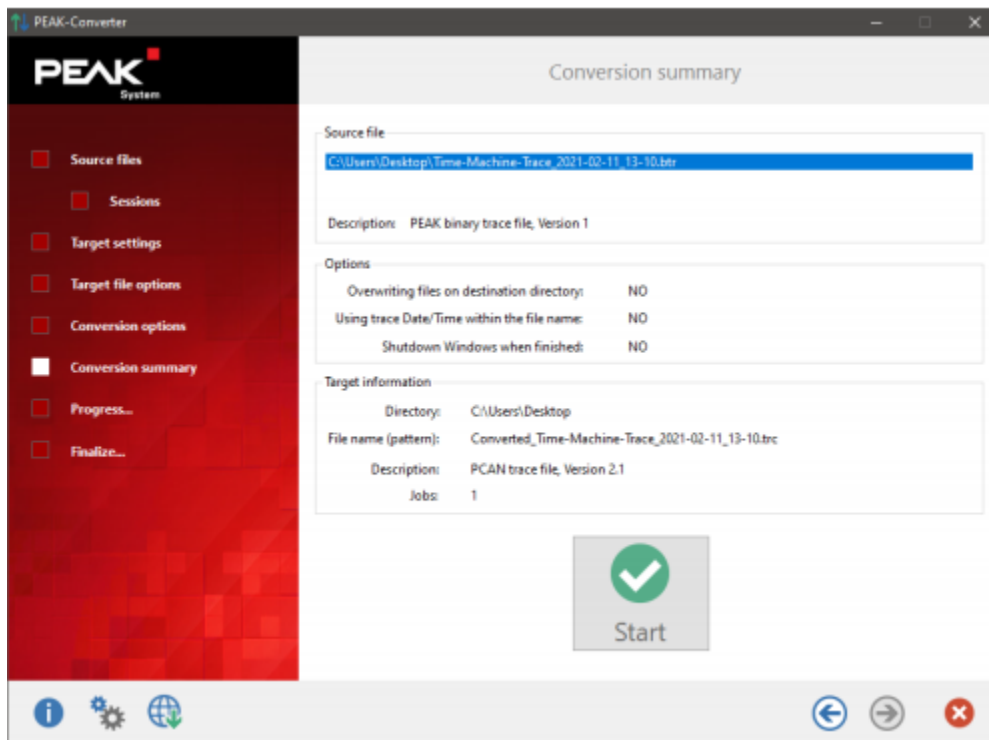 PEAK-Converter
PEAK
System
Conversion summary
Source files
Sessions
Target settings
Target file options
Conversion options
Conversion summary
Progress...
Finalize...
Source file
C:\Users\Desktop\Time-Machine-Trace_2021-02-11_13-10.btr
Description: PEAK binary trace file, Version 1
Options
Overwriting files on destination directory: NO
Using trace Date/Time within the file name: NO
Shutdown Windows when finished: NO
Target information
Directory: C:\Users\Desktop
File name (pattern): Converted_Time-Machine-Trace_2021-02-11_13-10.trc
Description: PCAN trace file, Version 2.1
Jobs: 1
Start